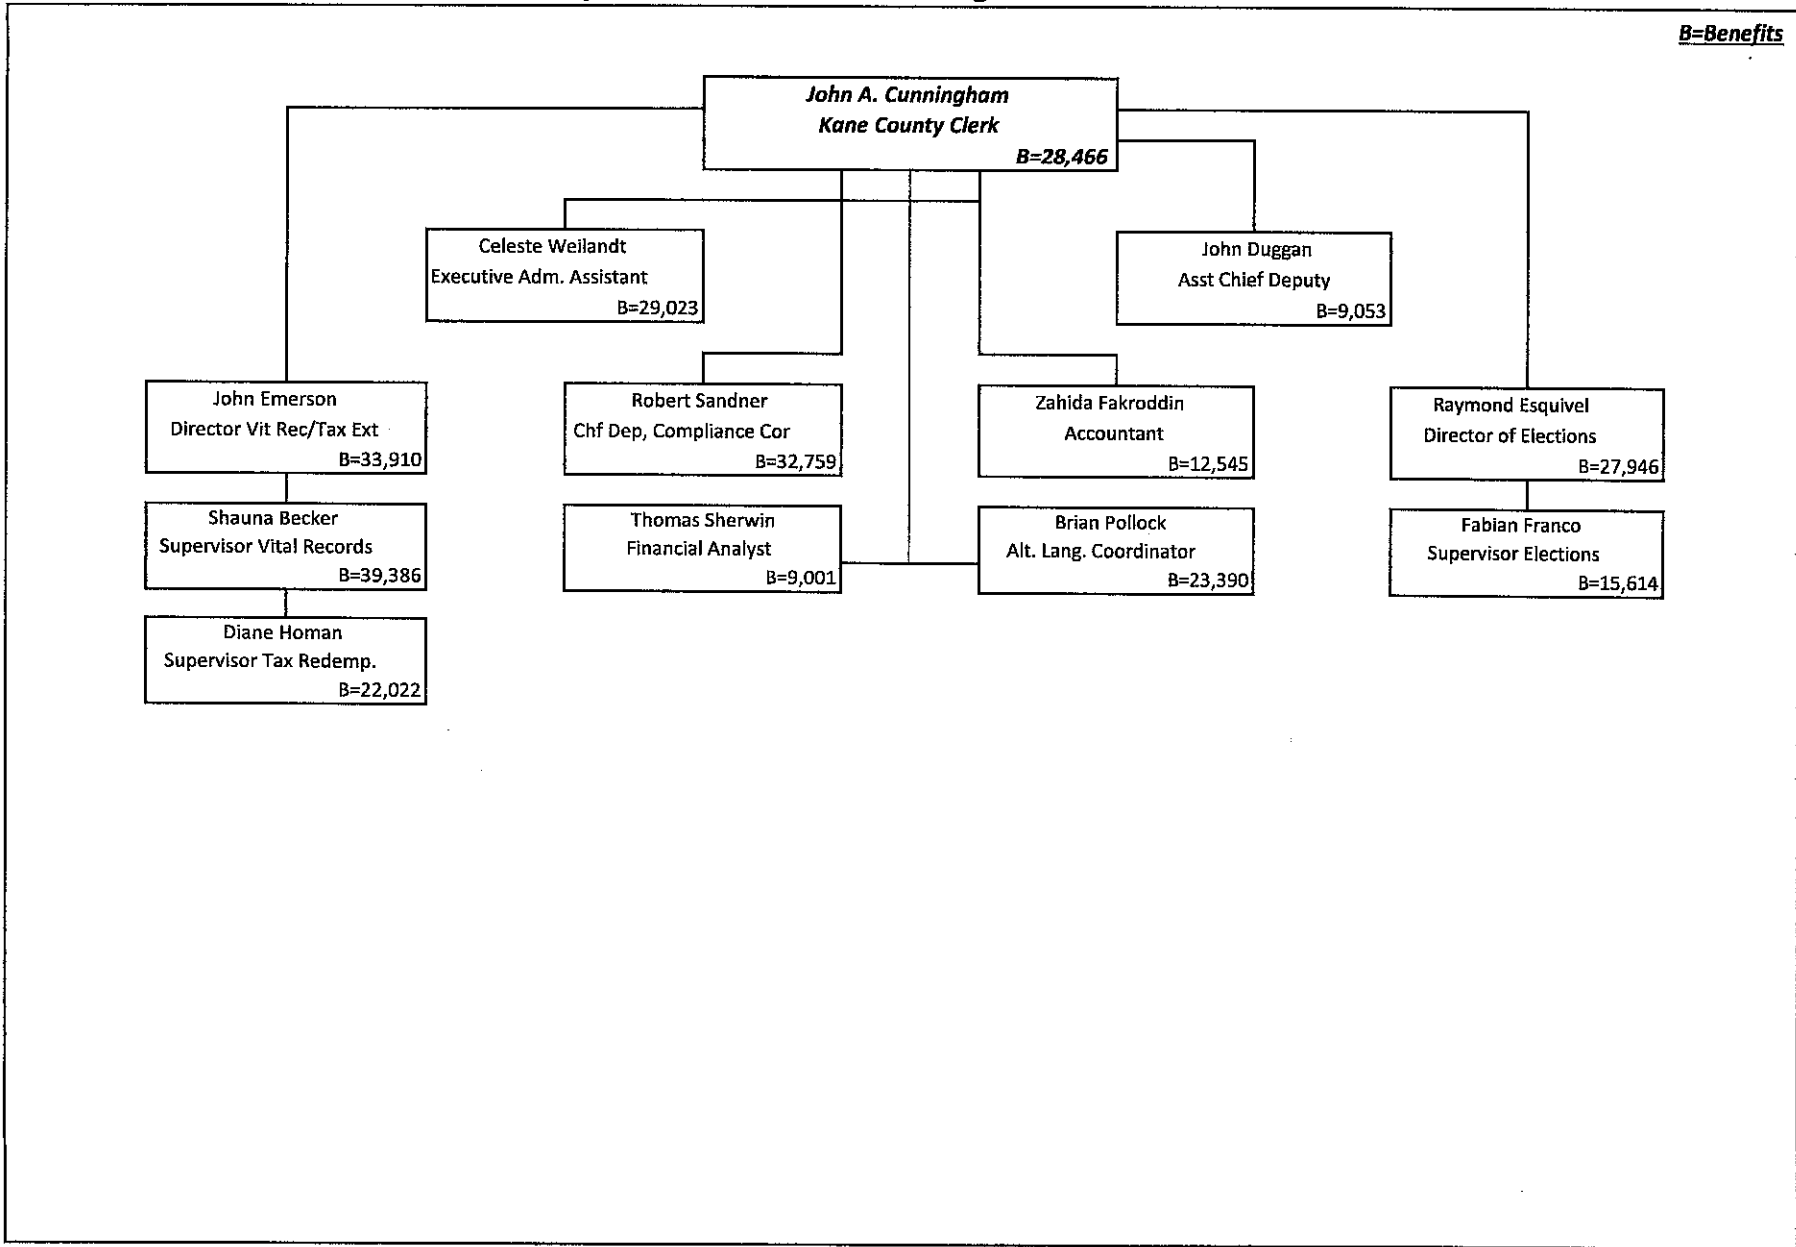 B=Benefits
John A. Cunningham
Kane County Clerk
B=28,466
Celeste Weilandt
Executive Adm. Assistant
B=29,023
John Duggan
Asst Chief Deputy
B=9,053
John Emerson
Director Vit Rec/Tax Ext
B=33,910
Robert Sandner
Chf Dep, Compliance Cor
B=32,759
Zahida Fakroddin
Accountant
B=12,545
Raymond Esquivel
Director of Elections
B=27,946
Shauna Becker
Supervisor Vital Records
B=39,386
Thomas Sherwin
Financial Analyst
B=9,001
Brian Pollock
Alt. Lang. Coordinator
B=23,390
Fabian Franco
Supervisor Elections
B=15,614
Diane Homan
Supervisor Tax Redemp.
B=22,022